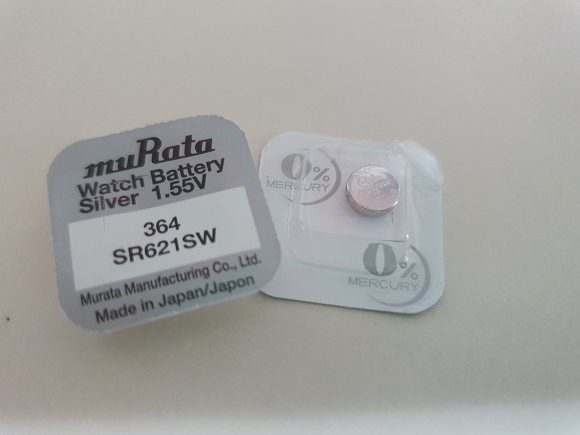 muRata
Watch Battery
Silver 1.55V
364
SR621SW
Murata Manufacturing Co., Ltd.
Made in Japan/Japon
0%
MERCURY
0%
MERCURY